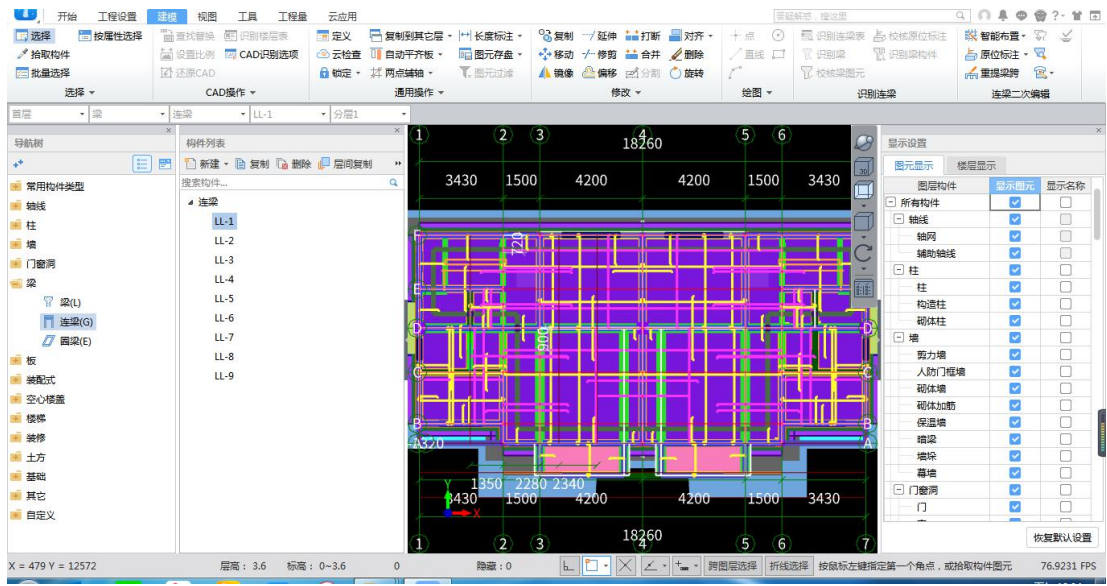 开始 工程设置 建模 视图 工具 工程量 云应用 答疑解惑，搜这里
选择 按属性选择 查找替换 识别楼层表 定义 复制到其它层 长度标注 复制 延伸 打断 对齐 点 识别连梁表 校核原位标注 智能布置
拾取构件 设置比例 CAD识别选项 云检查 自动平齐板 图元存盘 移动 修剪 合并 删除 直线 识别梁 识别梁构件 原位标注
批量选择 还原CAD 锁定 两点辅轴 图元过滤 镜像 偏移 分割 旋转 校核梁图元 重提梁跨
选择 CAD操作 通用操作 修改 绘图 识别连梁 连梁二次编辑
首层 梁 连梁 LL-1 分层1
导航树
常用构件类型
轴线
柱
墙
门窗洞
梁
梁(L)
连梁(G)
圈梁(E)
板
装配式
空心楼盖
楼梯
装修
土方
基础
其它
自定义
构件列表
新建 复制 删除 层间复制 »
搜索构件...
连梁
LL-1
LL-2
LL-3
LL-4
LL-5
LL-6
LL-7
LL-8
LL-9
1 2 3 4 5 6
18260
3430 1500 4200 4200 1500 3430
720
F
E
D D
900
C C
B B
A320 A
1350 2280 2340
Y
3430 1500 4200 4200 1500 3430
X
18260
1 2 3 4 5 6 7
3D
显示设置
图元显示 楼层显示
图层构件 显示图元 显示名称
所有构件
轴线
轴网
辅助轴线
柱
柱
构造柱
砌体柱
墙
剪力墙
人防门框墙
砌体墙
砌体加筋
保温墙
暗梁
墙垛
幕墙
门窗洞
门
恢复默认设置
X = 479 Y = 12572 层高： 3.6 标高： 0~3.6 0 隐藏：0 跨图层选择 折线选择 按鼠标左键指定第一个角点，或拾取构件图元 76.9231 FPS